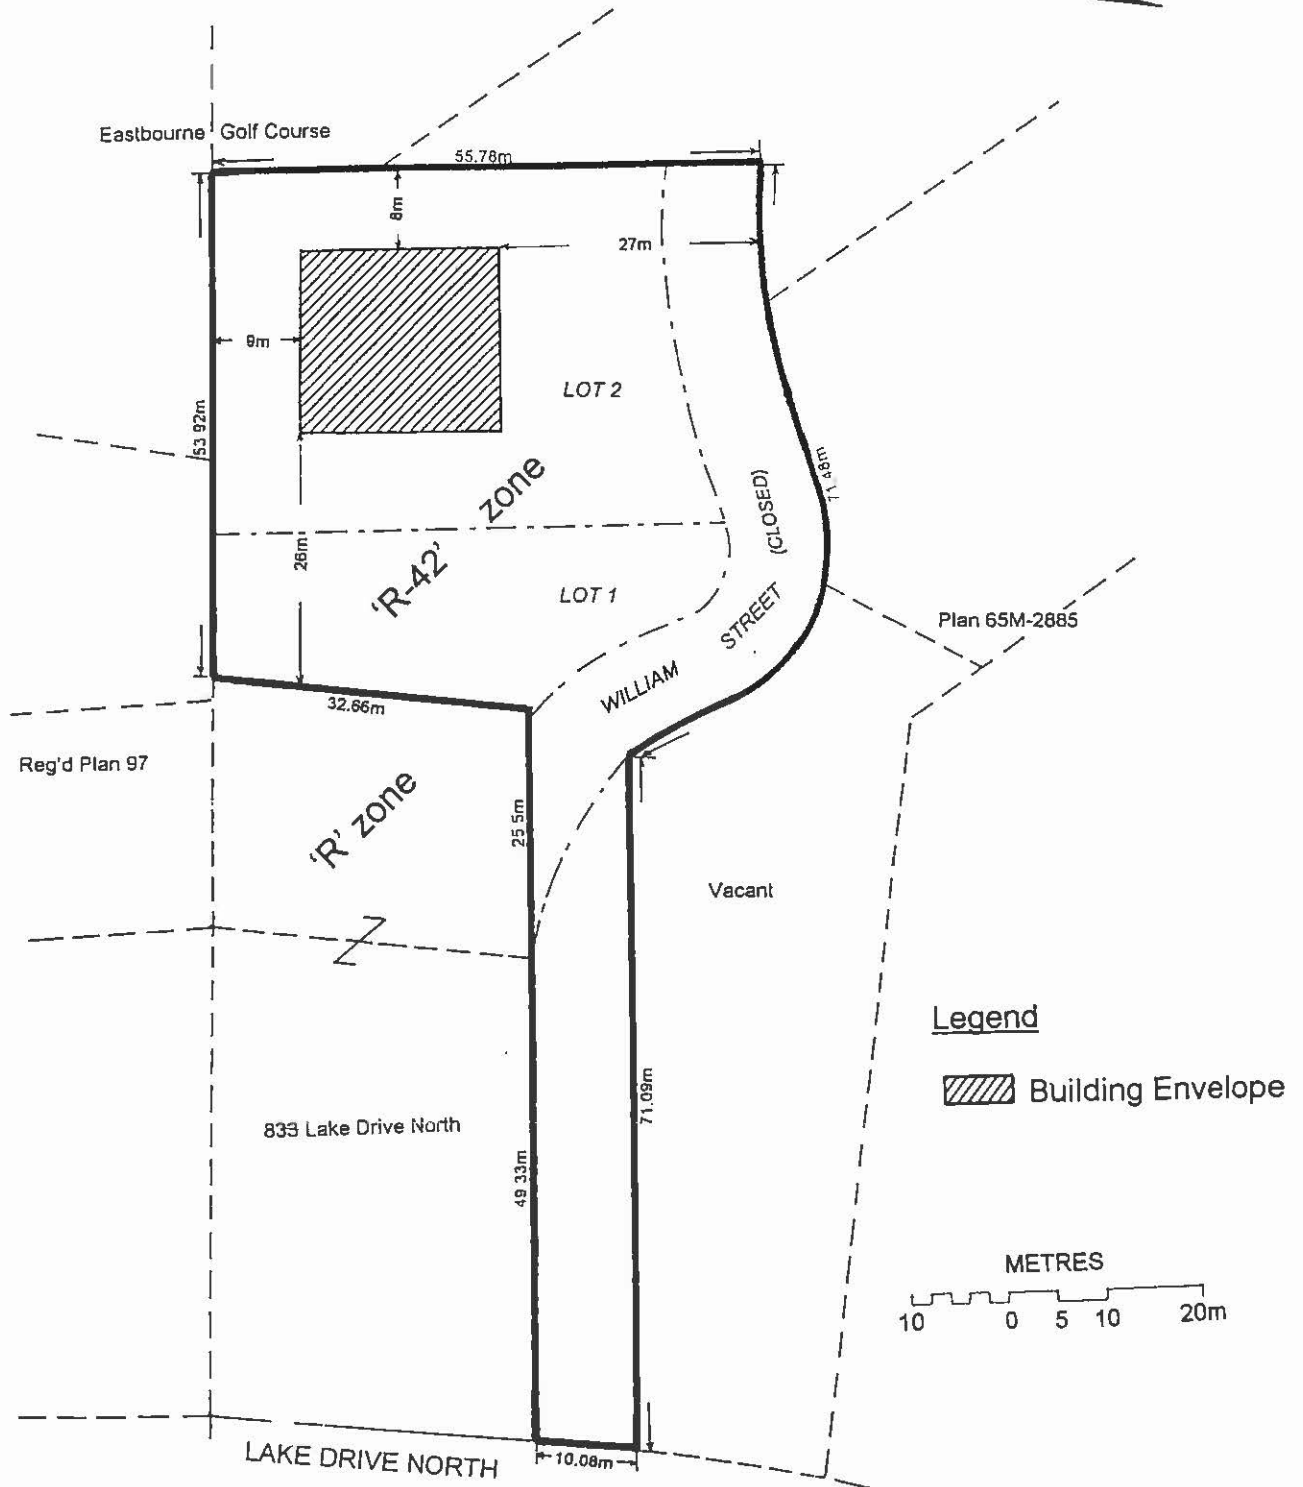 Eastbourne Golf Course
55.78m
8m
27m
9m
LOT 2
53 92m
'R-42' zone
71.48m
(CLOSED)
26m
LOT 1
STREET
WILLIAM
Plan 65M-2885
32.66m
Reg'd Plan 97
'R' zone
25 5m
Vacant
Legend
Building Envelope
71.09m
833 Lake Drive North
49 33m
METRES
10 0 5 10 20m
LAKE DRIVE NORTH
10.08m